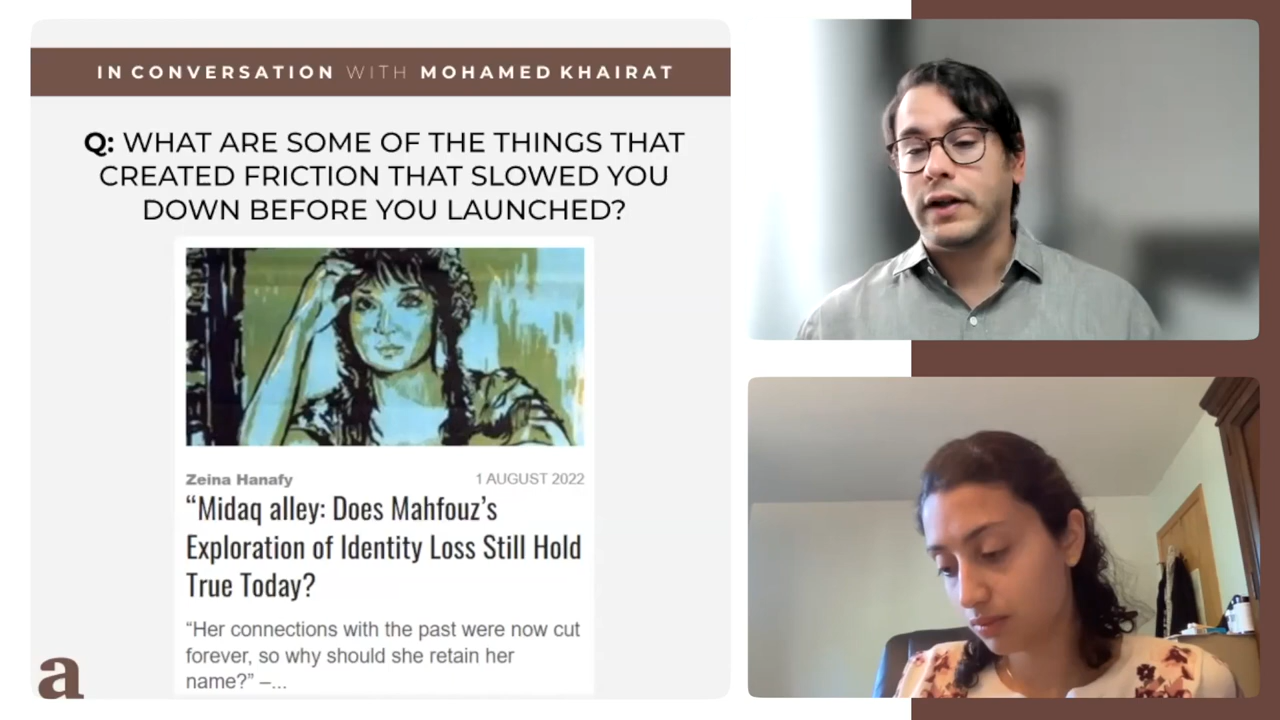 IN CONVERSATION WITH MOHAMED KHAIRAT
Q: WHAT ARE SOME OF THE THINGS THAT
CREATED FRICTION THAT SLOWED YOU
DOWN BEFORE YOU LAUNCHED?
Zeina Hanafy 1 AUGUST 2022
“Midaq alley: Does Mahfouz’s
Exploration of Identity Loss Still Hold
True Today?
“Her connections with the past were now cut
forever, so why should she retain her
name?” –...
a